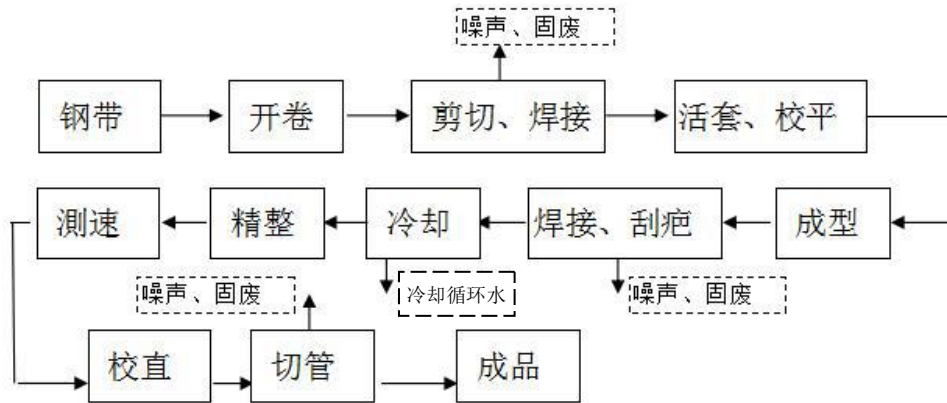 噪声、固废
钢带
开卷
剪切、焊接
活套、校平
測速
精整
冷却
焊接、刮疤
成型
噪声、固废
冷却循环水
噪声、固废
校直
切管
成品